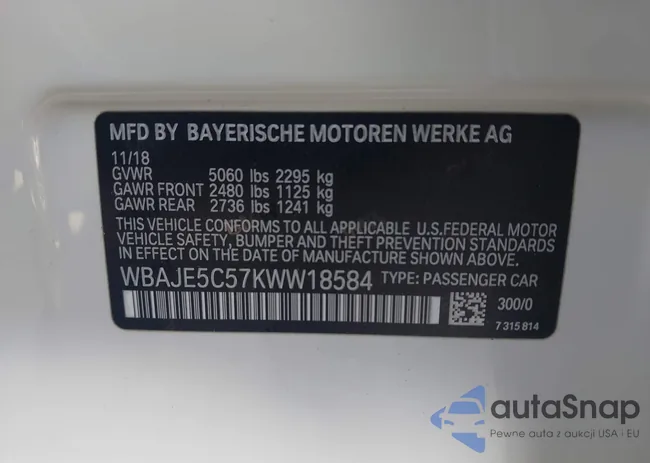 MFD BY BAYERISCHE MOTOREN WERKE AG
11/18
GVWR 5060 lbs 2295 kg
GAWR FRONT 2480 lbs 1125 kg
GAWR REAR 2736 lbs 1241 kg
THIS VEHICLE CONFORMS TO ALL APPLICABLE U.S.FEDERAL MOTOR
VEHICLE SAFETY, BUMPER AND THEFT PREVENTION STANDARDS
IN EFFECT ON THE DATE OF MANUFACTURE SHOWN ABOVE.
WBAJE5C57KWW18584 TYPE: PASSENGER CAR
300/0
7 315 814
autaSnap
Pewne auta z aukcji USA - EU